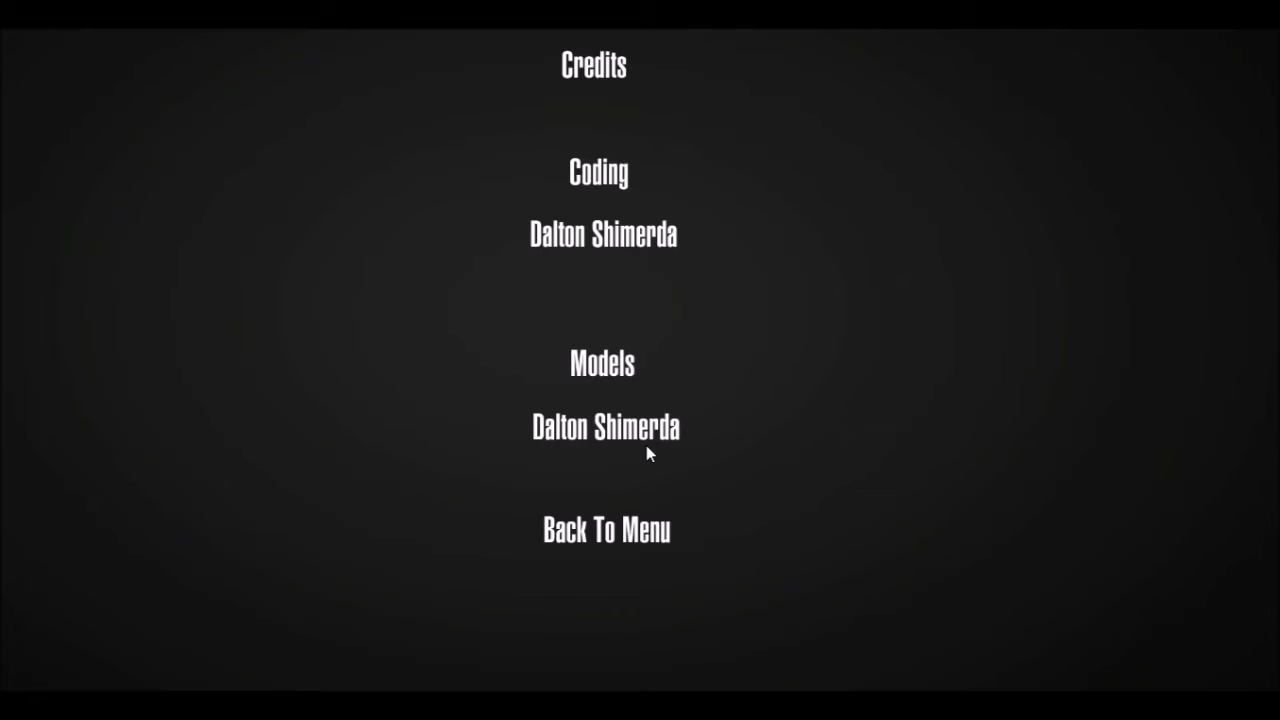 Credits
Coding
Dalton Shimerda
Models
Dalton Shimerda
Back To Menu